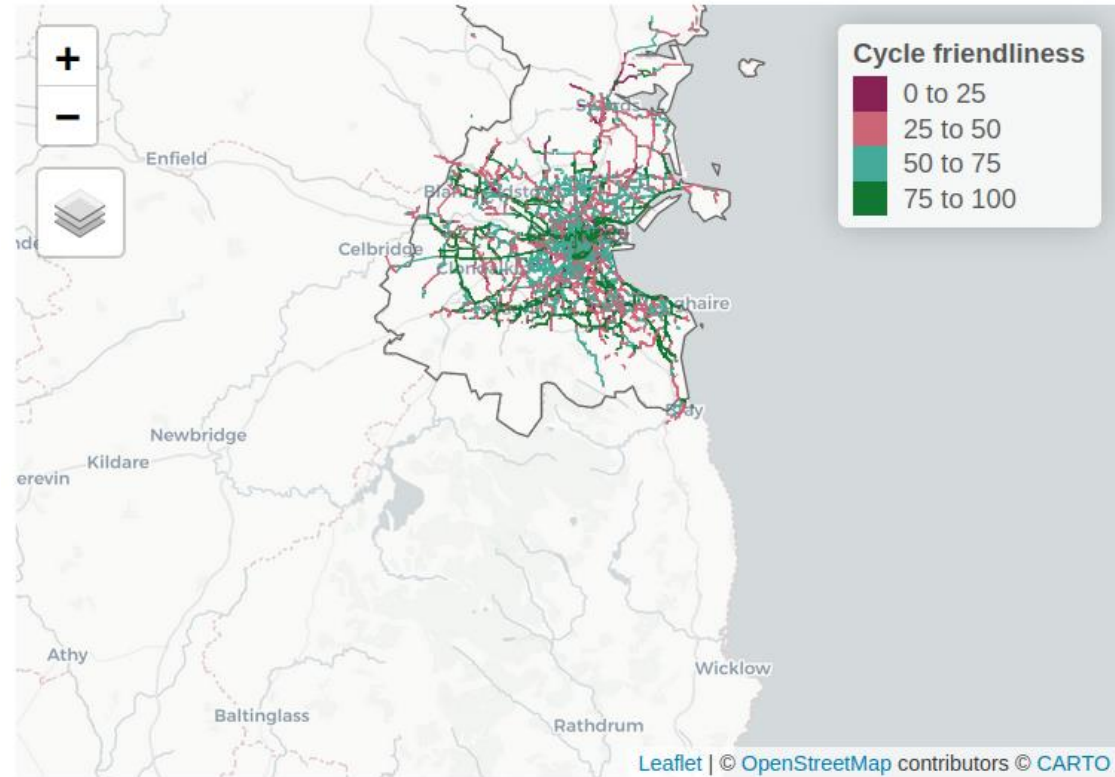 Cycle friendliness
0 to 25
25 to 50
50 to 75
75 to 100
+
−
Enfield
Celbridge
Newbridge
Kildare
erevin
Athy
Baltinglass
Rathdrum
Wicklow
Leaflet | © OpenStreetMap contributors © CARTO